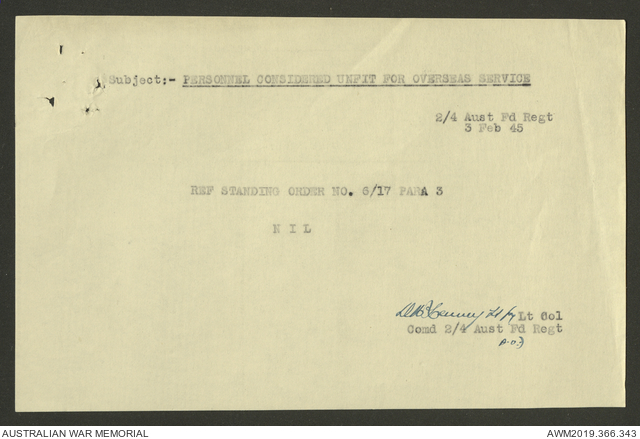 Subject:- PERSONNEL CONSIDERED UNFIT FOR OVERSEAS SERVICE
2/4 Aust Fd Regt
3 Feb 45
REF STANDING ORDER NO. 6/17 PARA 3
N I L
Lt Col
Comd 2/4 Aust Fd Regt
AUSTRALIAN WAR MEMORIAL
AWM2019.366.343